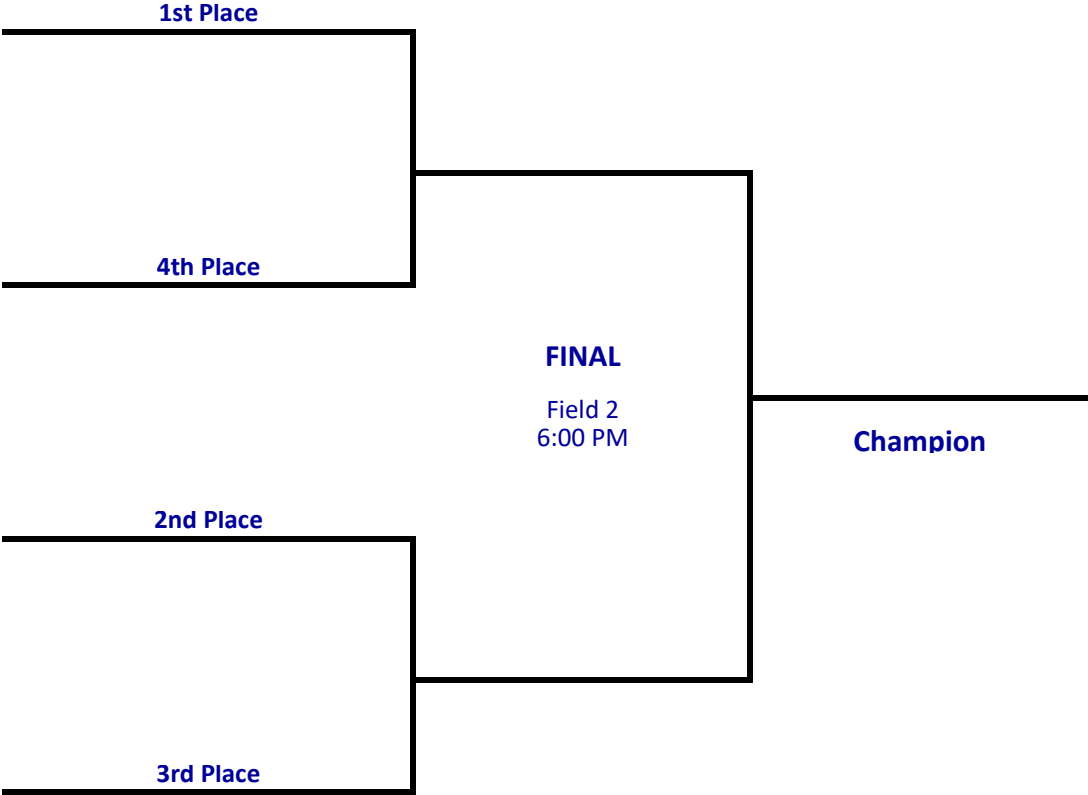 1st Place
4th Place
FINAL
Field 2
6:00 PM
Champion
2nd Place
3rd Place